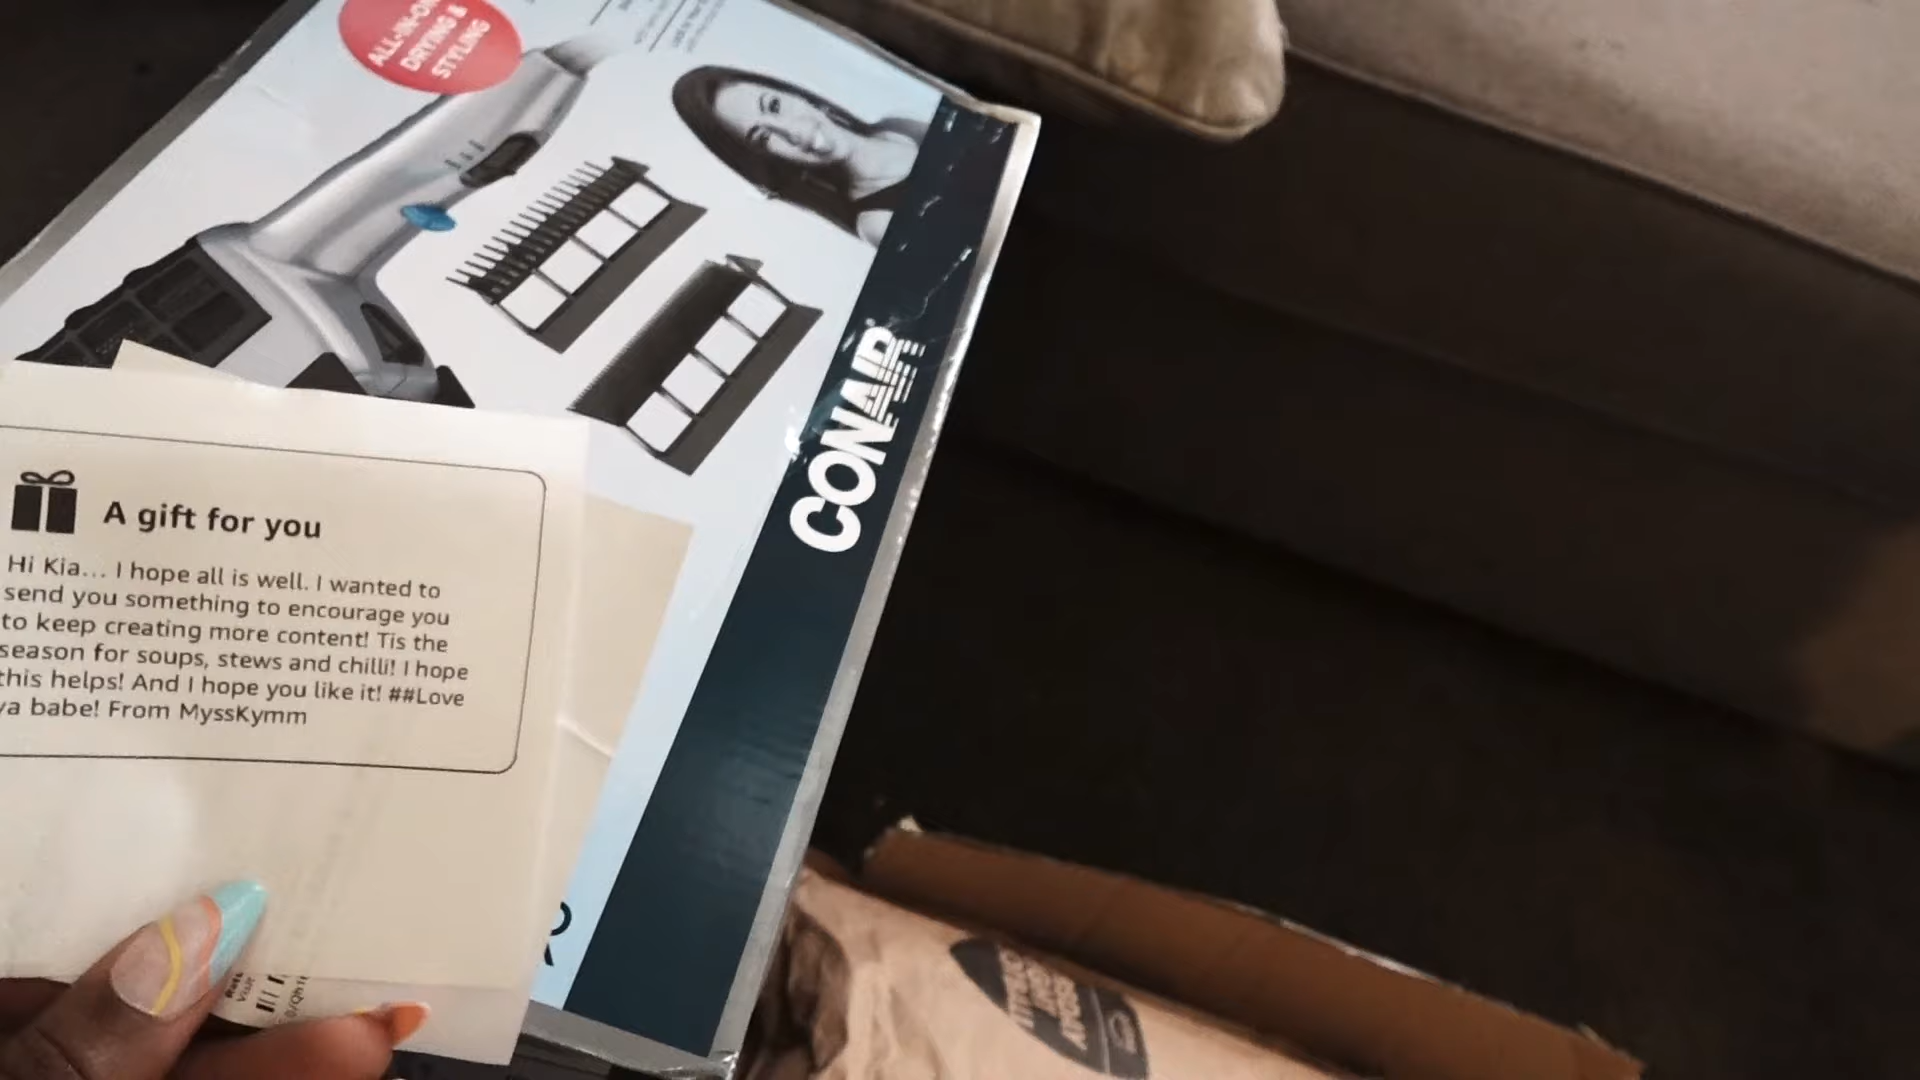 ALL-IN-ON
DRYING &
STYLING
CONAIR
A gift for you
Hi Kia... I hope all is well. I wanted to
send you something to encourage you
to keep creating more content! Tis the
season for soups, stews and chilli! I hope
this helps! And I hope you like it! ##Love
ya babe! From MyssKymm